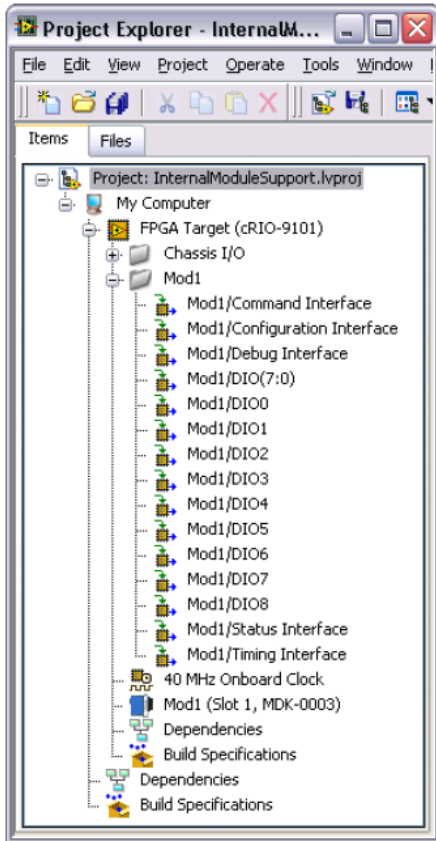 Project Explorer - InternalM...
File Edit View Project Operate Tools Window
Items Files
Project: InternalModuleSupport.lvproj
My Computer
FPGA Target (cRIO-9101)
Chassis I/O
Mod1
Mod1/Command Interface
Mod1/Configuration Interface
Mod1/Debug Interface
Mod1/DIO(7:0)
Mod1/DIO0
Mod1/DIO1
Mod1/DIO2
Mod1/DIO3
Mod1/DIO4
Mod1/DIO5
Mod1/DIO6
Mod1/DIO7
Mod1/DIO8
Mod1/Status Interface
Mod1/Timing Interface
40 MHz Onboard Clock
Mod1 (Slot 1, MDK-0003)
Dependencies
Build Specifications
Dependencies
Build Specifications